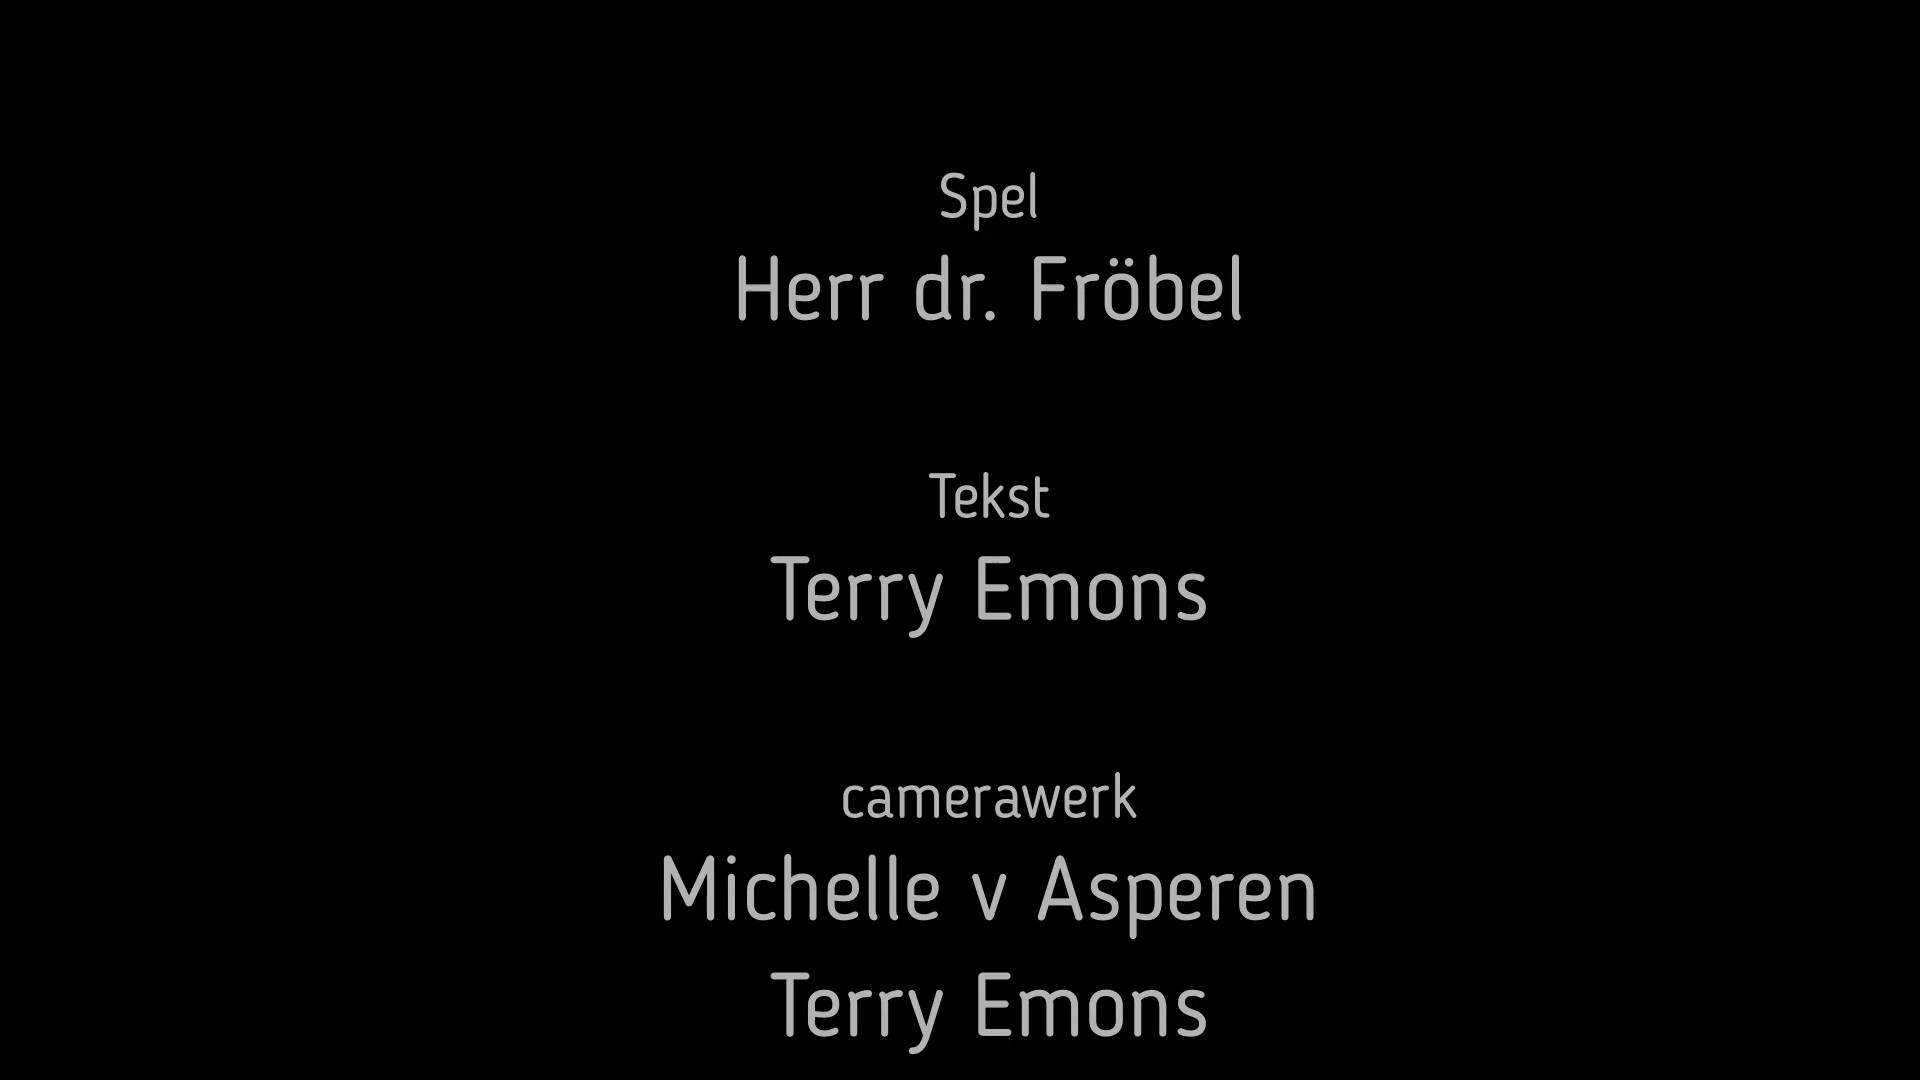 Spel
Herr dr. Fröbel
Tekst
Terry Emons
camerawerk
Michelle v Asperen
Terry Emons